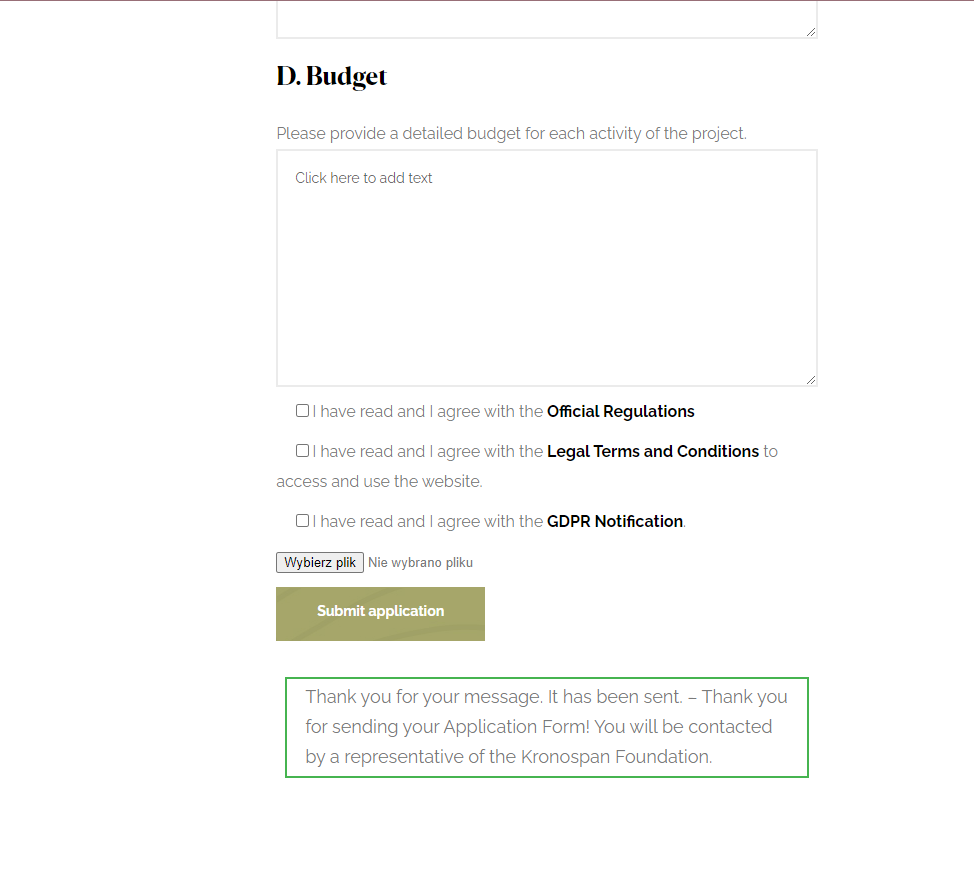 D. Budget
Please provide a detailed budget for each activity of the project.
Click here to add text
I have read and I agree with the Official Regulations
I have read and I agree with the Legal Terms and Conditions to
access and use the website.
I have read and I agree with the GDPR Notification.
Wybierz plik Nie wybrano pliku
Submit application
Thank you for your message. It has been sent. – Thank you
for sending your Application Form! You will be contacted
by a representative of the Kronospan Foundation.